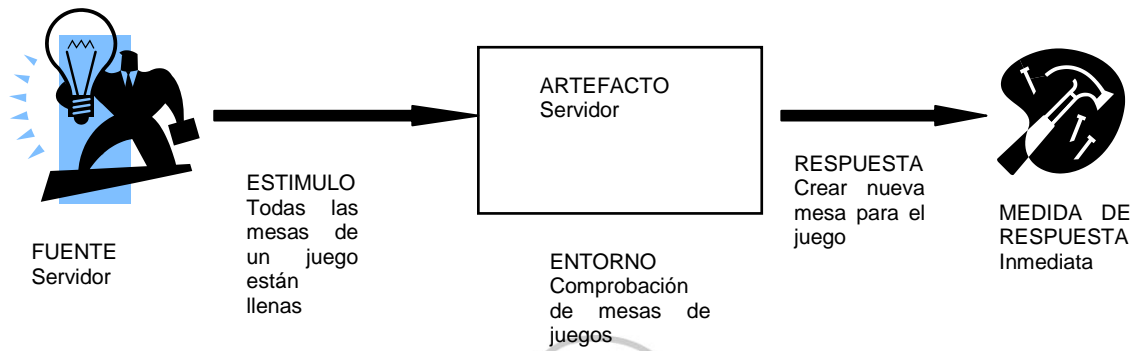 FUENTE
Servidor
ESTIMULO
Todas las
mesas de
un juego
están
llenas
ARTEFACTO
Servidor
ENTORNO
Comprobación
de mesas de
juegos
RESPUESTA
Crear nueva
mesa para el
juego
MEDIDA DE
RESPUESTA
Inmediata